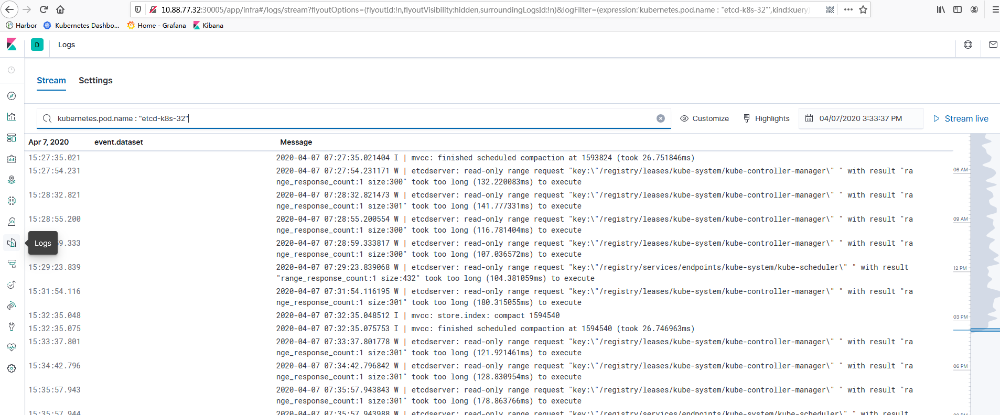 10.88.77.32:30005/app/infra#/logs/stream?flyoutOptions=(flyoutId:!n,flyoutVisibility:hidden,surroundingLogsId:!n)&logFilter=(expression:'kubernetes.pod.name : "etcd-k8s-32"',kind:kuery)
Harbor Kubernetes Dashbo... Home - Grafana Kibana
D Logs
Stream Settings
kubernetes.pod.name : "etcd-k8s-32" Customize Highlights 04/07/2020 3:33:37 PM Stream live
Apr 7, 2020 event.dataset Message
15:27:35.021 2020-04-07 07:27:35.021404 I | mvcc: finished scheduled compaction at 1593824 (took 26.751846ms)
15:27:54.231 2020-04-07 07:27:54.231171 W | etcdserver: read-only range request "key:\"/registry/leases/kube-system/kube-controller-manager\" " with result "ra
nge_response_count:1 size:300" took too long (132.220083ms) to execute
15:28:32.821 2020-04-07 07:28:32.821473 W | etcdserver: read-only range request "key:\"/registry/leases/kube-system/kube-controller-manager\" " with result "ra
nge_response_count:1 size:301" took too long (141.777331ms) to execute
15:28:55.200 2020-04-07 07:28:55.200554 W | etcdserver: read-only range request "key:\"/registry/leases/kube-system/kube-controller-manager\" " with result "ra
nge_response_count:1 size:300" took too long (116.781404ms) to execute
Logs 9.333 2020-04-07 07:28:59.333817 W | etcdserver: read-only range request "key:\"/registry/leases/kube-system/kube-controller-manager\" " with result "ra
nge_response_count:1 size:300" took too long (107.036572ms) to execute
15:29:23.839 2020-04-07 07:29:23.839068 W | etcdserver: read-only range request "key:\"/registry/services/endpoints/kube-system/kube-scheduler\" " with result
"range_response_count:1 size:432" took too long (104.381059ms) to execute
15:31:54.116 2020-04-07 07:31:54.116195 W | etcdserver: read-only range request "key:\"/registry/leases/kube-system/kube-controller-manager\" " with result "ra
nge_response_count:1 size:301" took too long (180.315055ms) to execute
15:32:35.048 2020-04-07 07:32:35.048512 I | mvcc: store.index: compact 1594540
15:32:35.075 2020-04-07 07:32:35.075753 I | mvcc: finished scheduled compaction at 1594540 (took 26.746963ms)
15:33:37.801 2020-04-07 07:33:37.801778 W | etcdserver: read-only range request "key:\"/registry/leases/kube-system/kube-controller-manager\" " with result "ra
nge_response_count:1 size:301" took too long (121.921461ms) to execute
15:34:42.796 2020-04-07 07:34:42.796842 W | etcdserver: read-only range request "key:\"/registry/leases/kube-system/kube-controller-manager\" " with result "ra
nge_response_count:1 size:301" took too long (128.830954ms) to execute
15:35:57.943 2020-04-07 07:35:57.943843 W | etcdserver: read-only range request "key:\"/registry/leases/kube-system/kube-controller-manager\" " with result "ra
nge_response_count:1 size:301" took too long (178.863766ms) to execute
15:35:57.944 2020-04-07 07:35:57.943988 W | etcdserver: read-only range request "key:\"/registry/services/endpoints/kube-system/kube-scheduler\" " with result
06 AM
09 AM
12 PM
03 PM
06 PM